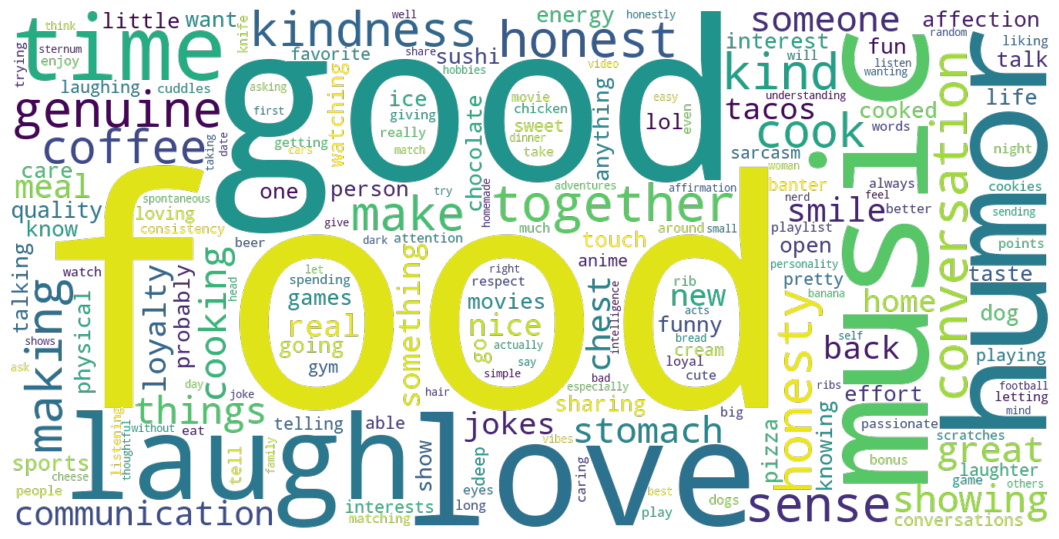 time
little
want
kindness
favorite
laughing
cuddles
enjoy
think
trying
sternum
well
share
hobbies
sushi
honestly
knife
honest
energy
video
someone
affection
random
liking
interest
will
fun
listen
wanting
talk
genuine
coffee
good
asking
first
getting
watching
ice
giving
really
match
chocolate
movie
chicken
sweet
dinner
take
anything
easy
even
lol
kind
understanding
tacos
cook
cooked
words
life
night
humor
music
conversation
sarcasm
woman
banter
nerd
smile
playlist
open
pretty
personality
banana
always
feel
better
cookies
sending
points
taste
dog
home
care
meal
quality
know
talking
taking
date
cars
spontaneous
loving
consistency
one
person
beer
give
make
dark
attention
try
much
homemade
together
adventures
around
affirmation
small
touch
anime
food
watch
making
shows
ask
physical
loyalty
probably
cooking
head
day
joke
let
spending
games
real
going
gym
something
hair
right
respect
movies
nice
go
actually
say
simple
especially
bad
chest
intelligence
rib
new
acts
funny
bread
loyal
cream
cute
big
sharing
honesty
back
self
ribs
effort
passionate
bonus
knowing
pizza
playing
football
letting
mind
scratches
great
laughter
game
others
showing
conversations
sense
things
telling
able
eat
without
listening
thoughtful
sports
people
cheese
tell
family
communication
laugh
interests
matching
show
eyes
deep
long
vibes
jokes
stomach
caring
best
dogs
play
love